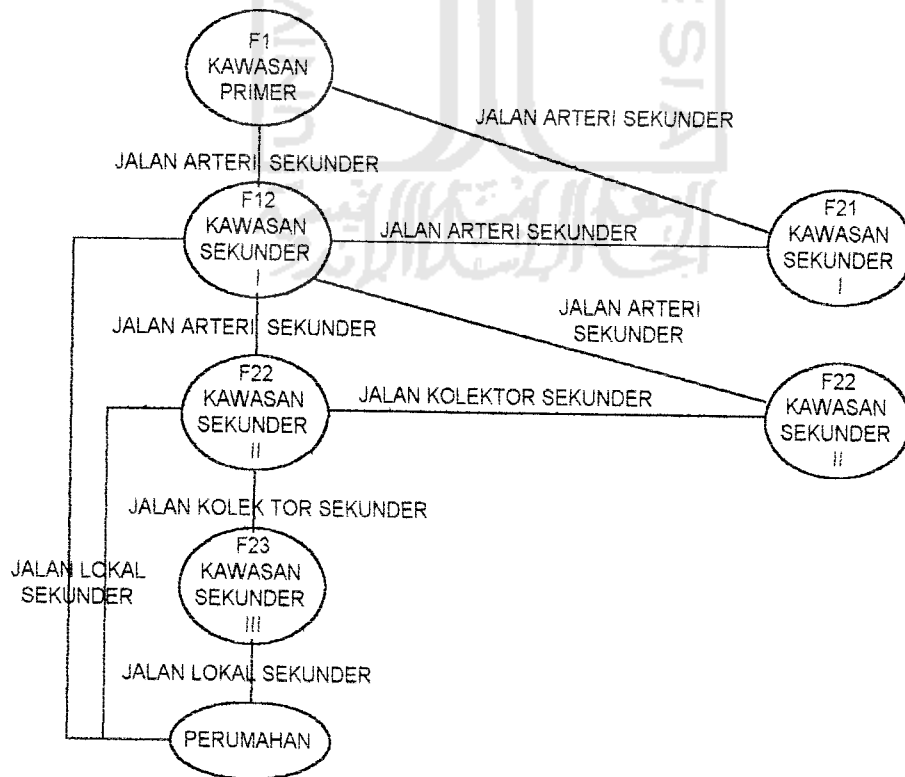 F1
KAWASAN
PRIMER
JALAN ARTERI SEKUNDER
JALAN ARTERI SEKUNDER
F12
KAWASAN
SEKUNDER
I
JALAN ARTERI SEKUNDER
F21
KAWASAN
SEKUNDER
I
JALAN ARTERI
SEKUNDER
JALAN ARTERI SEKUNDER
F22
KAWASAN
SEKUNDER
II
JALAN KOLEKTOR SEKUNDER
F22
KAWASAN
SEKUNDER
II
JALAN KOLEK TOR SEKUNDER
F23
KAWASAN
SEKUNDER
III
JALAN LOKAL
SEKUNDER
JALAN LOKAL SEKUNDER
PERUMAHAN